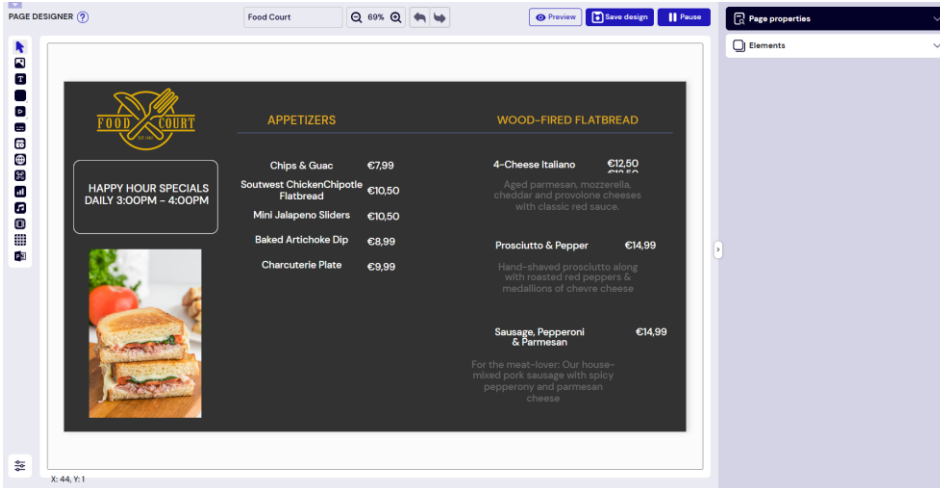 PAGE DESIGNER ?
Food Court
69%
Preview
Save design
Pause
Page properties
Elements
FOOD COURT
APPETIZERS
WOOD-FIRED FLATBREAD
HAPPY HOUR SPECIALS
DAILY 3:00PM - 4:00PM
Chips & Guac €7,99
Soutwest ChickenChipotle
Flatbread €10,50
Mini Jalapeno Sliders €10,50
Baked Artichoke Dip €8,99
Charcuterie Plate €9,99
4-Cheese Italiano €12,50
Aged parmesan, mozzerella,
cheddar and provolone cheeses
with classic red sauce.
Prosciutto & Pepper €14,99
Hand-shaved prosciutto along
with roasted red peppers &
medallions of chevre cheese
Sausage, Pepperoni €14,99
& Parmesan
For the meat-lover: Our house-
mixed pork sausage with spicy
pepperony and parmesan
cheese
X: 44, Y: 1